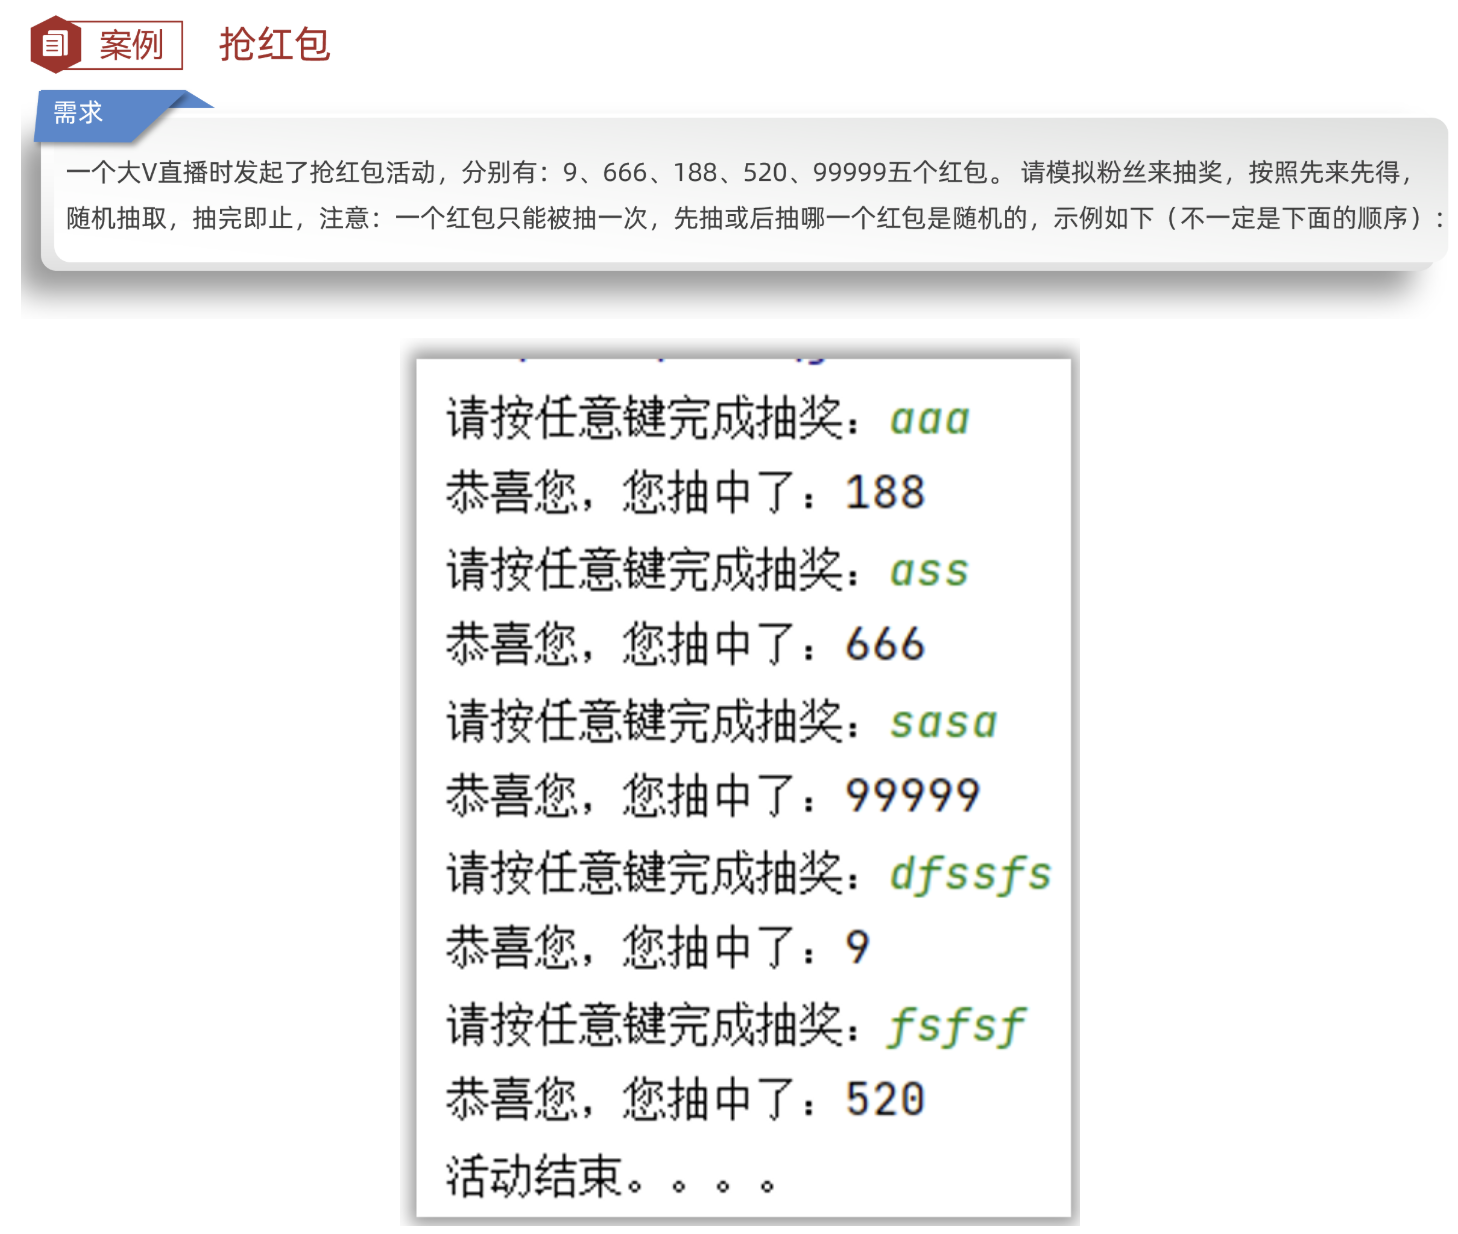 案例 抢红包
需求
一个大V直播时发起了抢红包活动，分别有：9、666、188、520、99999五个红包。 请模拟粉丝来抽奖，按照先来先得，
随机抽取，抽完即止，注意：一个红包只能被抽一次，先抽或后抽哪一个红包是随机的，示例如下（不一定是下面的顺序）：
请按任意键完成抽奖：aaa
恭喜您，您抽中了：188
请按任意键完成抽奖：ass
恭喜您，您抽中了：666
请按任意键完成抽奖：sasa
恭喜您，您抽中了：99999
请按任意键完成抽奖：dfssfs
恭喜您，您抽中了：9
请按任意键完成抽奖：fsfsf
恭喜您，您抽中了：520
活动结束。。。。